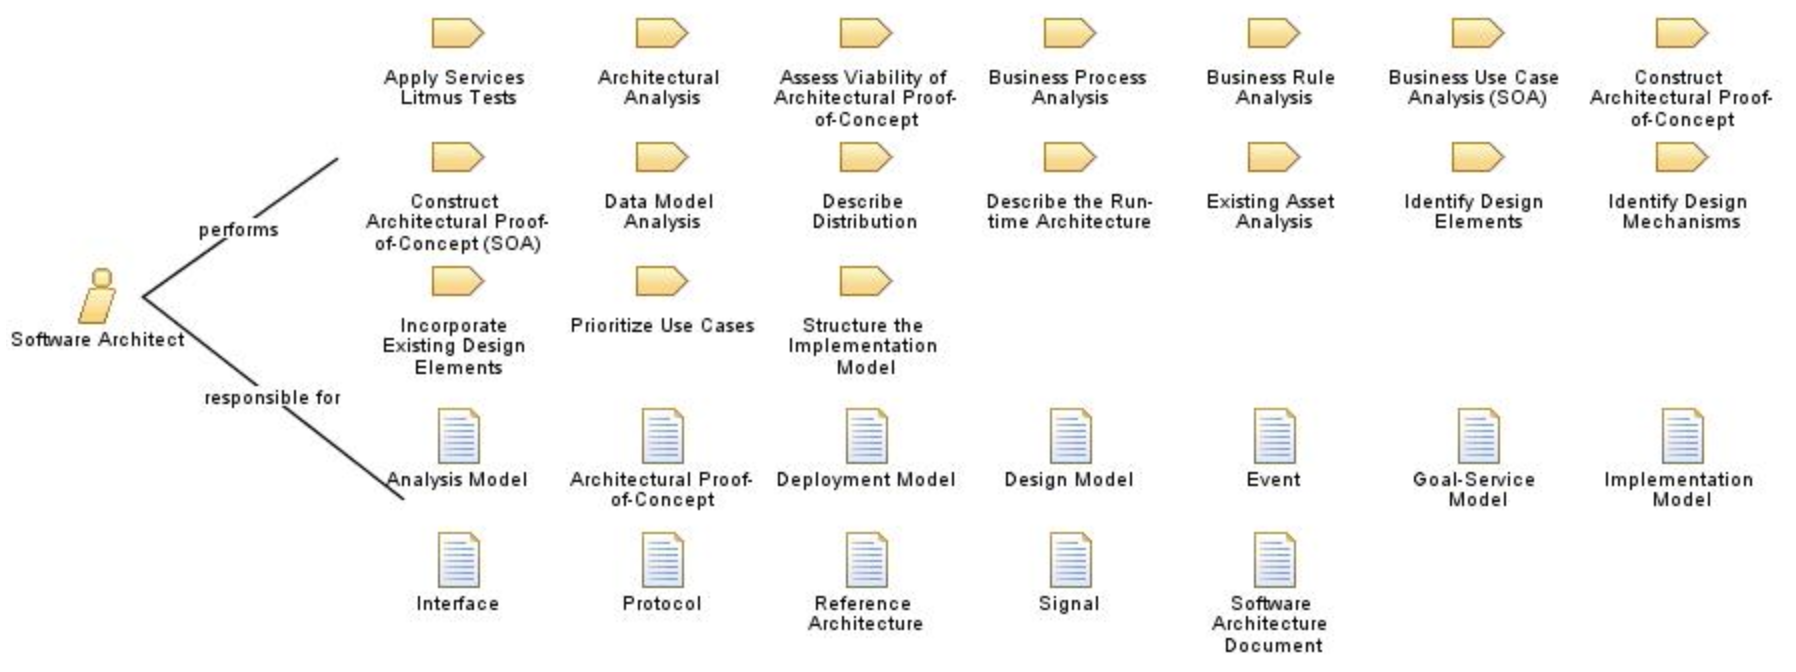 Apply Services
Litmus Tests
Architectural
Analysis
Assess Viability of
Architectural Proof-
of-Concept
Business Process
Analysis
Business Rule
Analysis
Business Use Case
Analysis (SOA)
Construct
Architectural Proof-
of-Concept
Construct
Architectural Proof-
of-Concept (SOA)
Data Model
Analysis
Describe
Distribution
Describe the Run-
time Architecture
Existing Asset
Analysis
Identify Design
Elements
Identify Design
Mechanisms
performs
Software Architect
Incorporate
Existing Design
Elements
Prioritize Use Cases
Structure the
Implementation
Model
responsible for
Analysis Model
Architectural Proof-
of-Concept
Deployment Model
Design Model
Event
Goal-Service
Model
Implementation
Model
Interface
Protocol
Reference
Architecture
Signal
Software
Architecture
Document